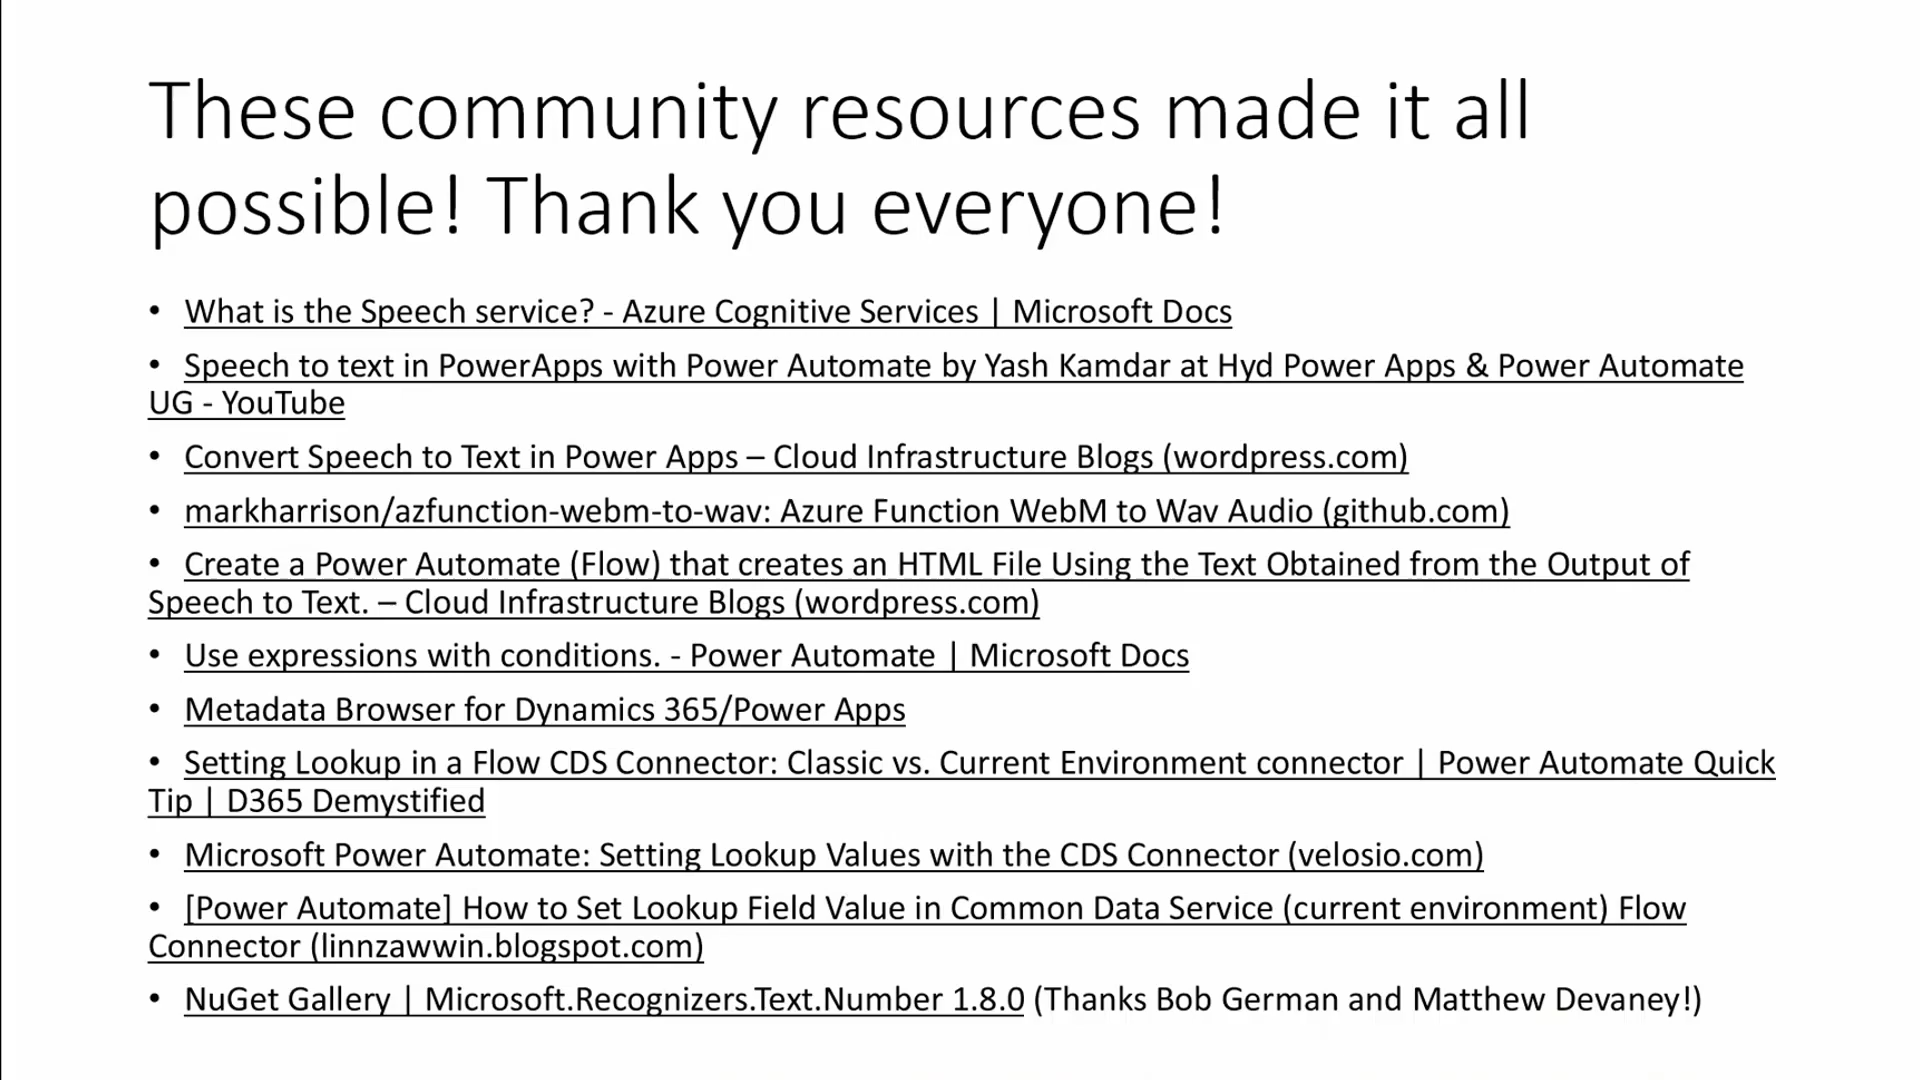 These community resources made it all
possible! Thank you everyone!
• What is the Speech service? - Azure Cognitive Services | Microsoft Docs
• Speech to text in PowerApps with Power Automate by Yash Kamdar at Hyd Power Apps & Power Automate
UG - YouTube
• Convert Speech to Text in Power Apps – Cloud Infrastructure Blogs (wordpress.com)
• markharrison/azfunction-webm-to-wav: Azure Function WebM to Wav Audio (github.com)
• Create a Power Automate (Flow) that creates an HTML File Using the Text Obtained from the Output of
Speech to Text. – Cloud Infrastructure Blogs (wordpress.com)
• Use expressions with conditions. - Power Automate | Microsoft Docs
• Metadata Browser for Dynamics 365/Power Apps
• Setting Lookup in a Flow CDS Connector: Classic vs. Current Environment connector | Power Automate Quick
Tip | D365 Demystified
• Microsoft Power Automate: Setting Lookup Values with the CDS Connector (velosio.com)
• [Power Automate] How to Set Lookup Field Value in Common Data Service (current environment) Flow
Connector (linnzawwin.blogspot.com)
• NuGet Gallery | Microsoft.Recognizers.Text.Number 1.8.0 (Thanks Bob German and Matthew Devaney!)